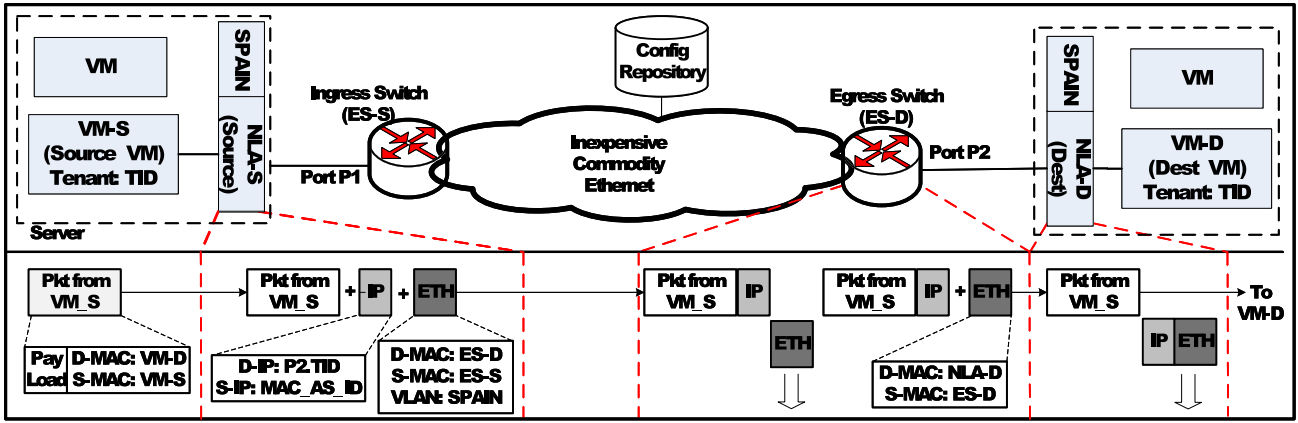 VM
SPAIN
VM-S
(Source VM)
Tenant: TID
NLA-S
(Source)
Server
Ingress Switch
(ES-S)
Port P1
Config
Repository
Inexpensive
Commodity
Ethernet
Egress Switch
(ES-D)
Port P2
SPAIN
NLA-D
(Dest)
VM
VM-D
(Dest VM)
Tenant: TID
Pkt from
VM_S
Pkt from
VM_S
+
IP
+
ETH
Pkt from
VM_S
IP
ETH
Pkt from
VM_S
IP
+
ETH
Pkt from
VM_S
IP
ETH
To
VM-D
Pay
Load
D-MAC: VM-D
S-MAC: VM-S
D-IP: P2.TID
S-IP: MAC_AS_ID
D-MAC: ES-D
S-MAC: ES-S
VLAN: SPAIN
D-MAC: NLA-D
S-MAC: ES-D